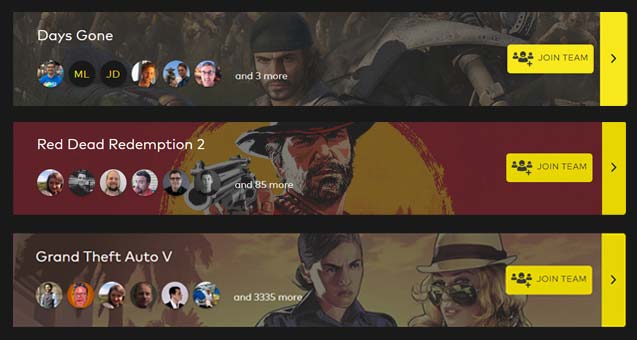 Days Gone
ML JD and 3 more
JOIN TEAM
Red Dead Redemption 2
and 85 more
JOIN TEAM
Grand Theft Auto V
and 3335 more
JOIN TEAM